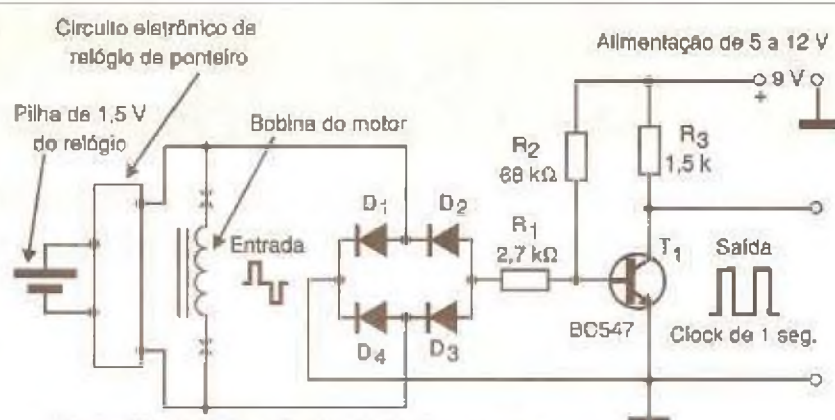 Circuito eletrônico de
relógio de ponteiro
Alimentação de 5 a 12 V
Pilha de 1,5 V
do relógio
Bobina do motor
9 V
+
R2
68 kΩ
R3
1,5 k
D1
D2
R1
2,7 kΩ
Entrada
T1
Saída
D4
D3
BC547
Clock de 1 seg.